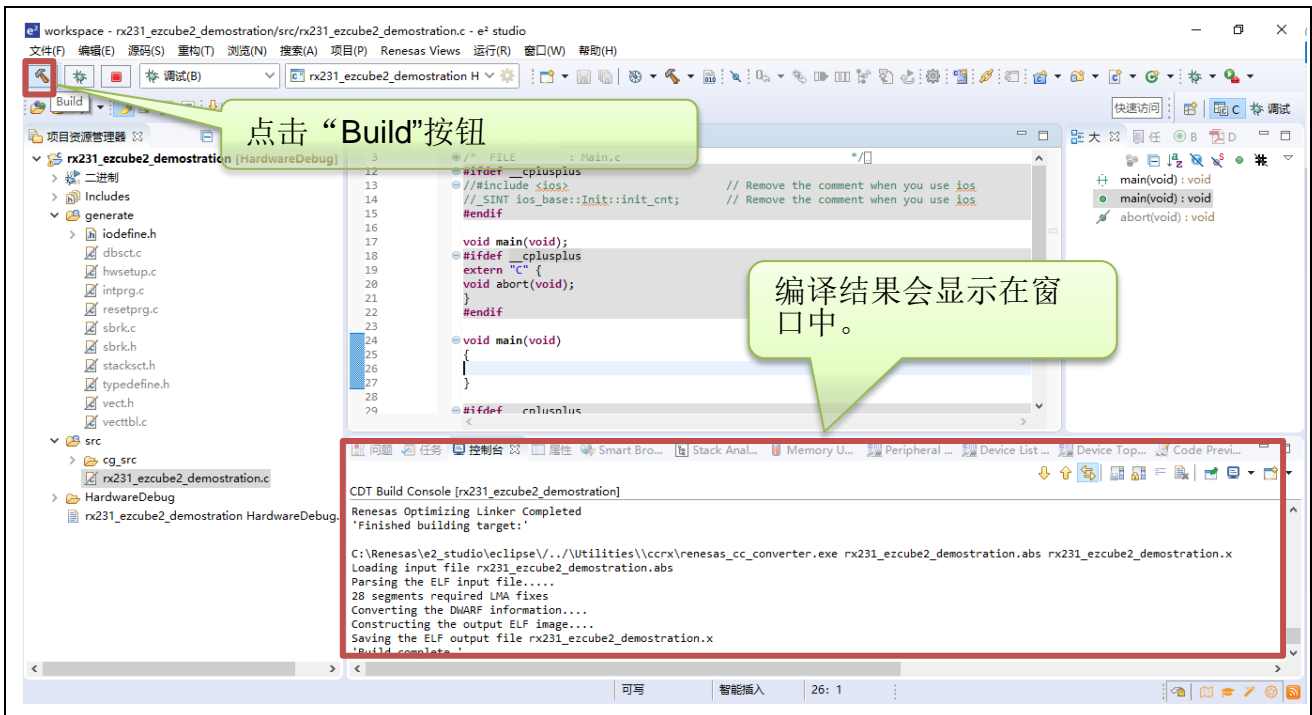 workspace - rx231_ezcube2_demostration/src/rx231_ezcube2_demostration.c - e² studio
文件(F) 编辑(E) 源码(S) 重构(T) 浏览(N) 搜索(A) 项目(P) Renesas Views 运行(R) 窗口(W) 帮助(H)
调试(B) rx231_ezcube2_demostration H
Build
快速访问 C 调试
点击“Build”按钮
项目资源管理器
rx231_ezcube2_demostration [HardwareDebug]
二进制
Includes
generate
iodefine.h
dbsct.c
hwsetup.c
intprg.c
resetprg.c
sbrk.c
sbrk.h
stacksct.h
typedefine.h
vect.h
vecttbl.c
src
cg_src
rx231_ezcube2_demostration.c
HardwareDebug
rx231_ezcube2_demostration HardwareDebug.
3 /* FILE : Main.c */
12 #ifdef __cplusplus
13 //#include <ios> // Remove the comment when you use ios
14 //_SINT ios_base::Init::init_cnt; // Remove the comment when you use ios
15 #endif
16
17 void main(void);
18 #ifdef __cplusplus
19 extern "C" {
20 void abort(void);
21 }
22 #endif
23
24 void main(void)
25 {
26
27 }
28
29 #ifdef __cplusplus
编译结果会显示在窗
口中。
大 任 B D
main(void) : void
main(void) : void
abort(void) : void
问题 任务 控制台 属性 Smart Bro... Stack Anal... Memory U... Peripheral ... Device List ... Device Top... Code Previ...
CDT Build Console [rx231_ezcube2_demostration]
Renesas Optimizing Linker Completed
'Finished building target:'
C:\Renesas\e2_studio\eclipse\/../\Utilities\\ccrx\renesas_cc_converter.exe rx231_ezcube2_demostration.abs rx231_ezcube2_demostration.x
Loading input file rx231_ezcube2_demostration.abs
Parsing the ELF input file.....
28 segments required LMA fixes
Converting the DWARF information....
Constructing the output ELF image....
Saving the ELF output file rx231_ezcube2_demostration.x
'Build complete.'
可写 智能插入 26: 1